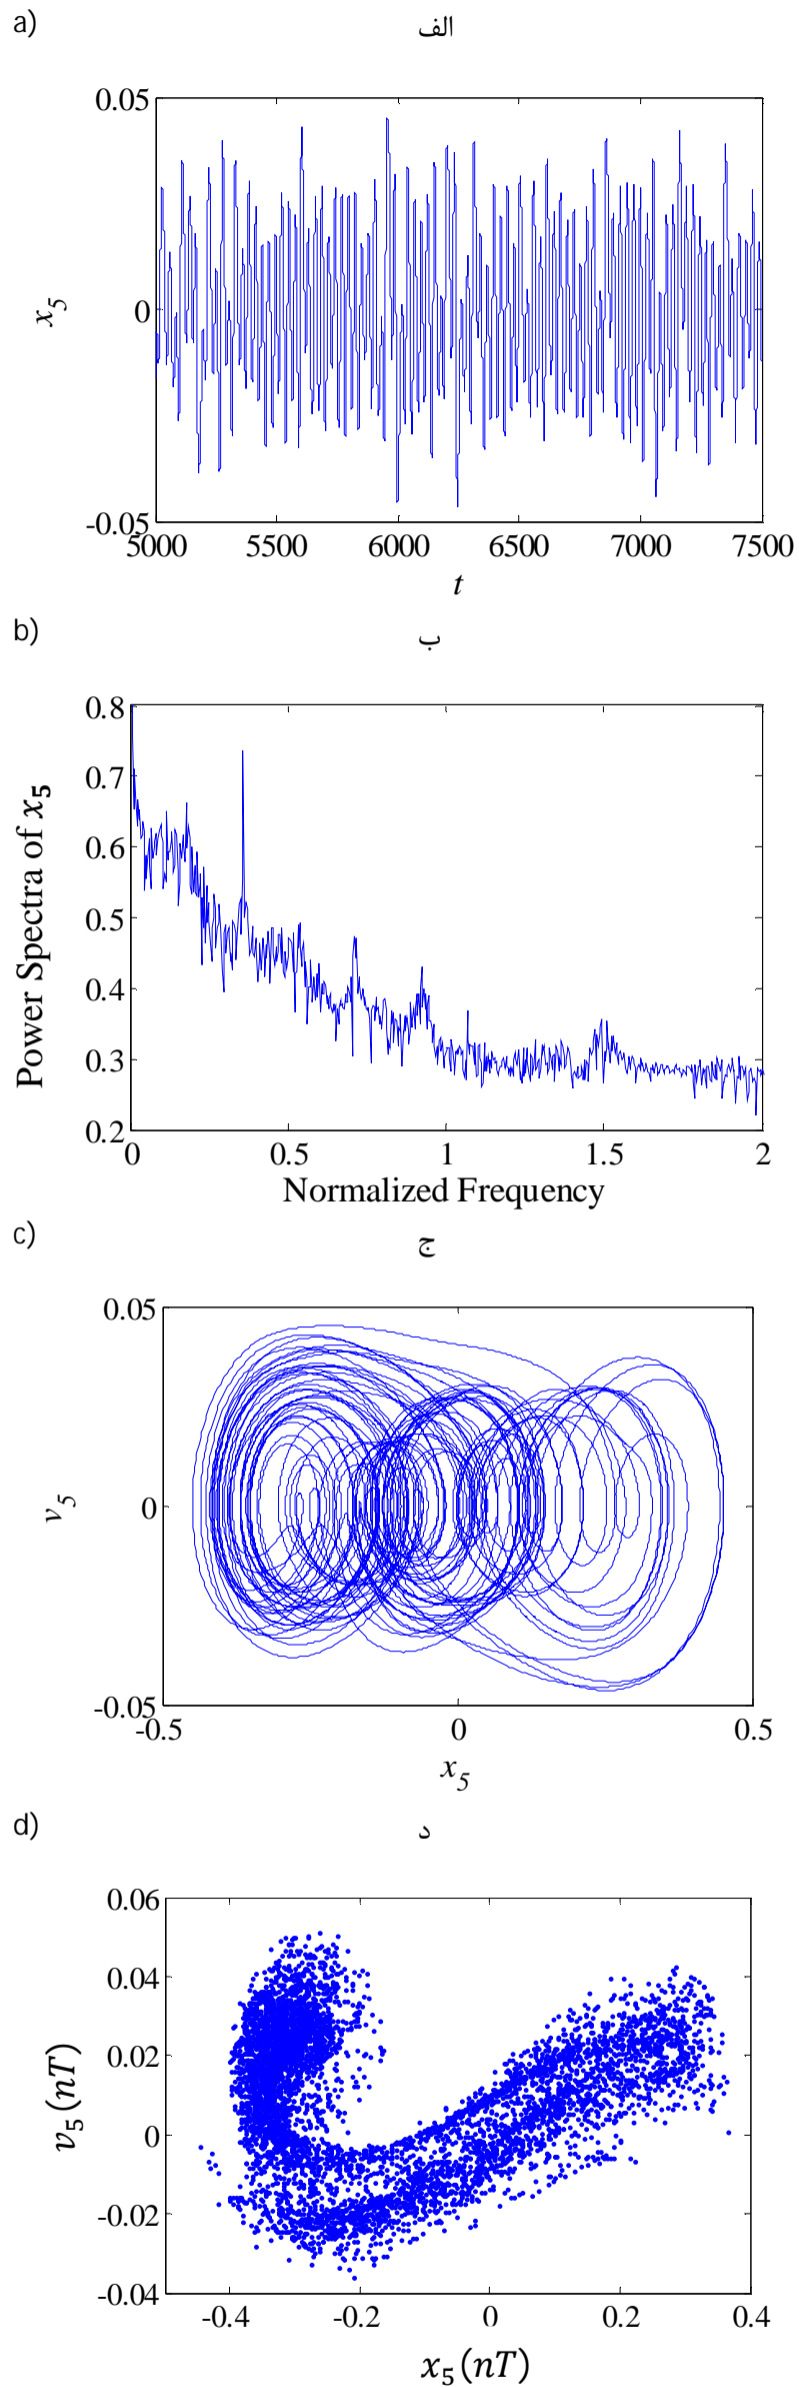 a)
الف
0.05
0
-0.05
x5
5000 5500 6000 6500 7000 7500
t
b)
ب
0.8
0.7
0.6
0.5
0.4
0.3
0.2
Power Spectra of x5
0 0.5 1 1.5 2
Normalized Frequency
c)
ج
0.05
0
-0.05
v5
-0.5 0 0.5
x5
d)
د
0.06
0.04
0.02
0
-0.02
-0.04
v5(nT)
-0.4 -0.2 0 0.2 0.4
x5(nT)